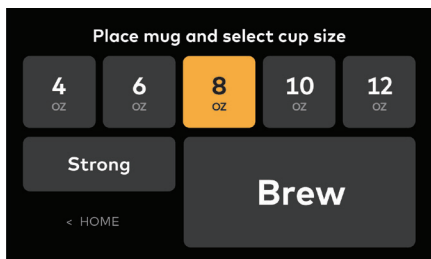 Place mug and select cup size
4 6 8 10 12
OZ OZ OZ OZ OZ
Strong
Brew
< HOME